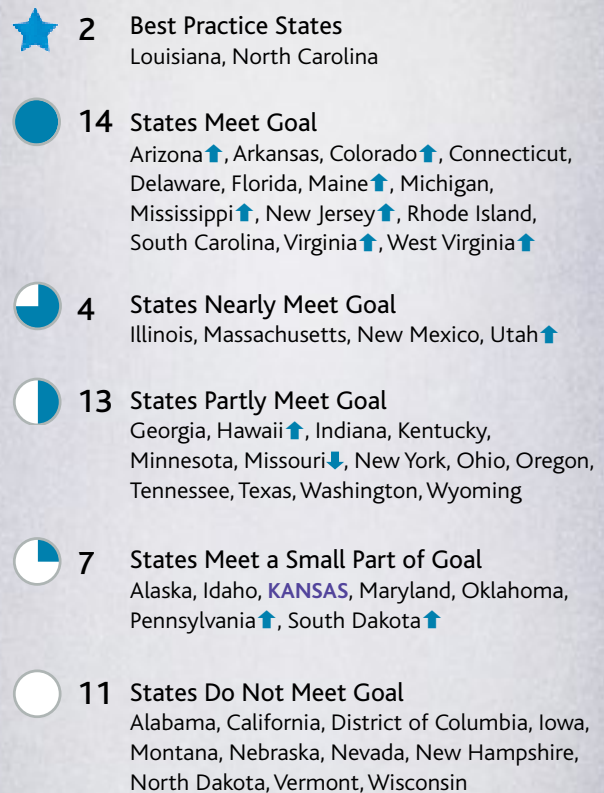 2 Best Practice States
Louisiana, North Carolina
14 States Meet Goal
Arizona⬆, Arkansas, Colorado⬆, Connecticut,
Delaware, Florida, Maine⬆, Michigan,
Mississippi⬆, New Jersey⬆, Rhode Island,
South Carolina, Virginia⬆, West Virginia⬆
4 States Nearly Meet Goal
Illinois, Massachusetts, New Mexico, Utah⬆
13 States Partly Meet Goal
Georgia, Hawaii⬆, Indiana, Kentucky,
Minnesota, Missouri⬇, New York, Ohio, Oregon,
Tennessee, Texas, Washington, Wyoming
7 States Meet a Small Part of Goal
Alaska, Idaho, KANSAS, Maryland, Oklahoma,
Pennsylvania⬆, South Dakota⬆
11 States Do Not Meet Goal
Alabama, California, District of Columbia, Iowa,
Montana, Nebraska, Nevada, New Hampshire,
North Dakota, Vermont, Wisconsin